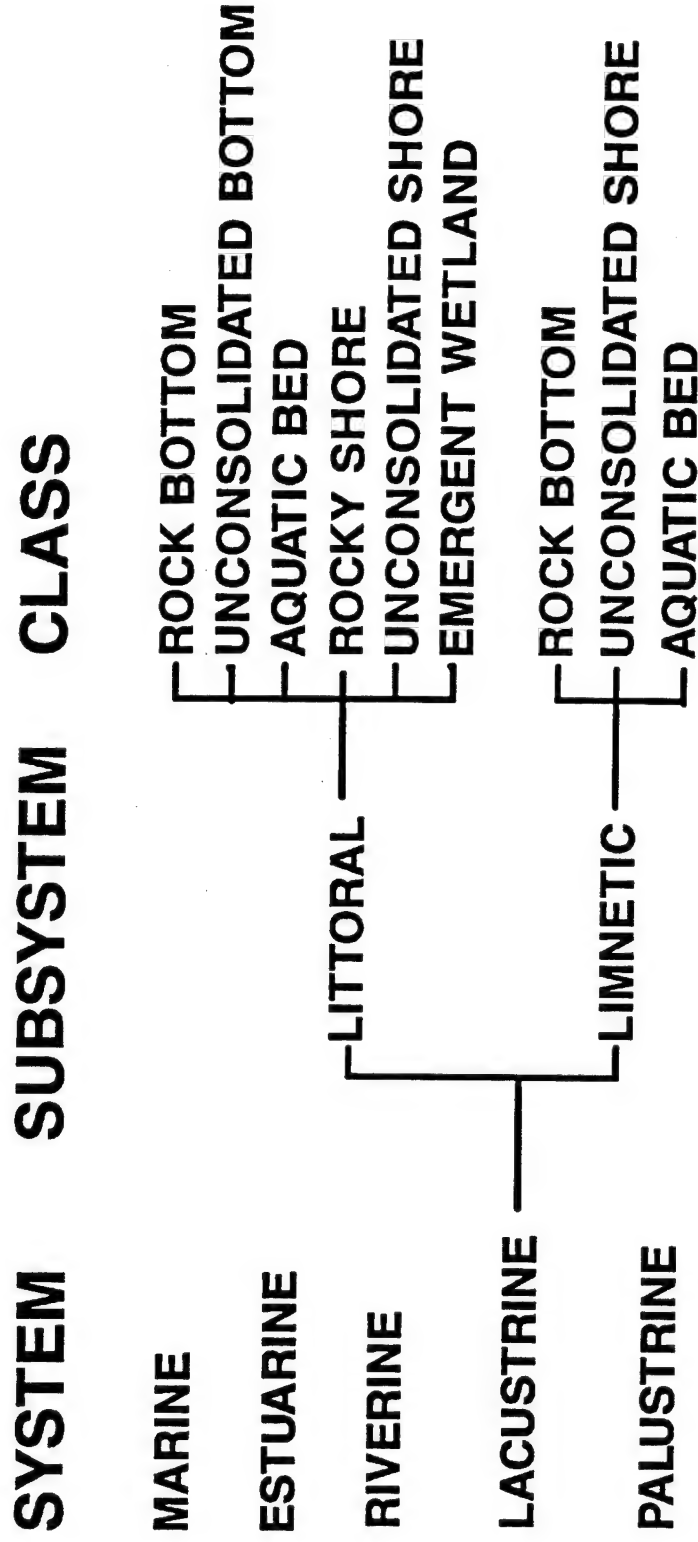 SYSTEM SUBSYSTEM CLASS
MARINE
ESTUARINE
RIVERINE
LACUSTRINE
PALUSTRINE
LITTORAL
LIMNETIC
ROCK BOTTOM
UNCONSOLIDATED BOTTOM
AQUATIC BED
ROCKY SHORE
UNCONSOLIDATED SHORE
EMERGENT WETLAND
ROCK BOTTOM
UNCONSOLIDATED SHORE
AQUATIC BED